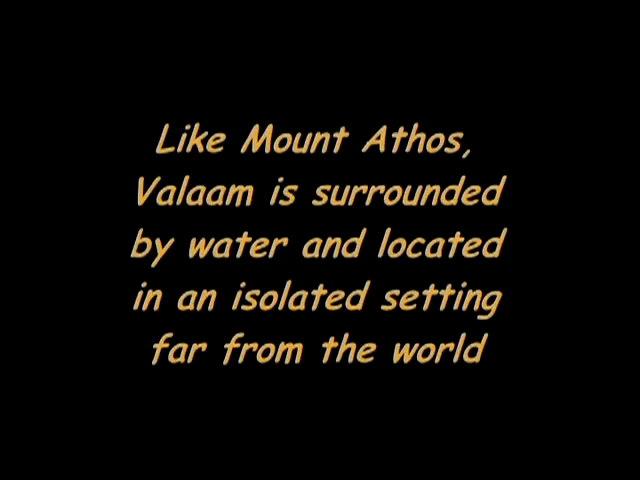 Like Mount Athos,
Valaam is surrounded
by water and located
in an isolated setting
far from the world